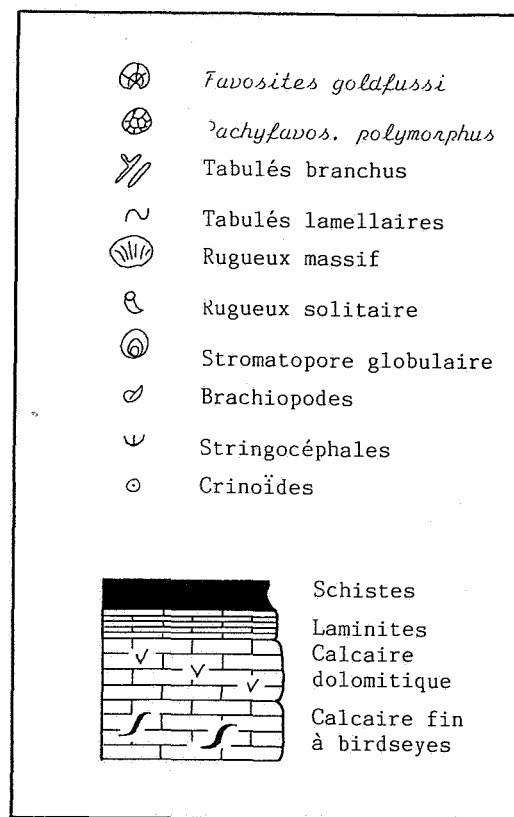 Favosites goldfussi
Pachyfavos. polymorphus
Tabulés branchus
Tabulés lamellaires
Rugueux massif
Rugueux solitaire
Stromatopore globulaire
Brachiopodes
Stringocéphales
Crinoïdes
Schistes
Laminites
Calcaire
dolomitique
Calcaire fin
à birdseyes